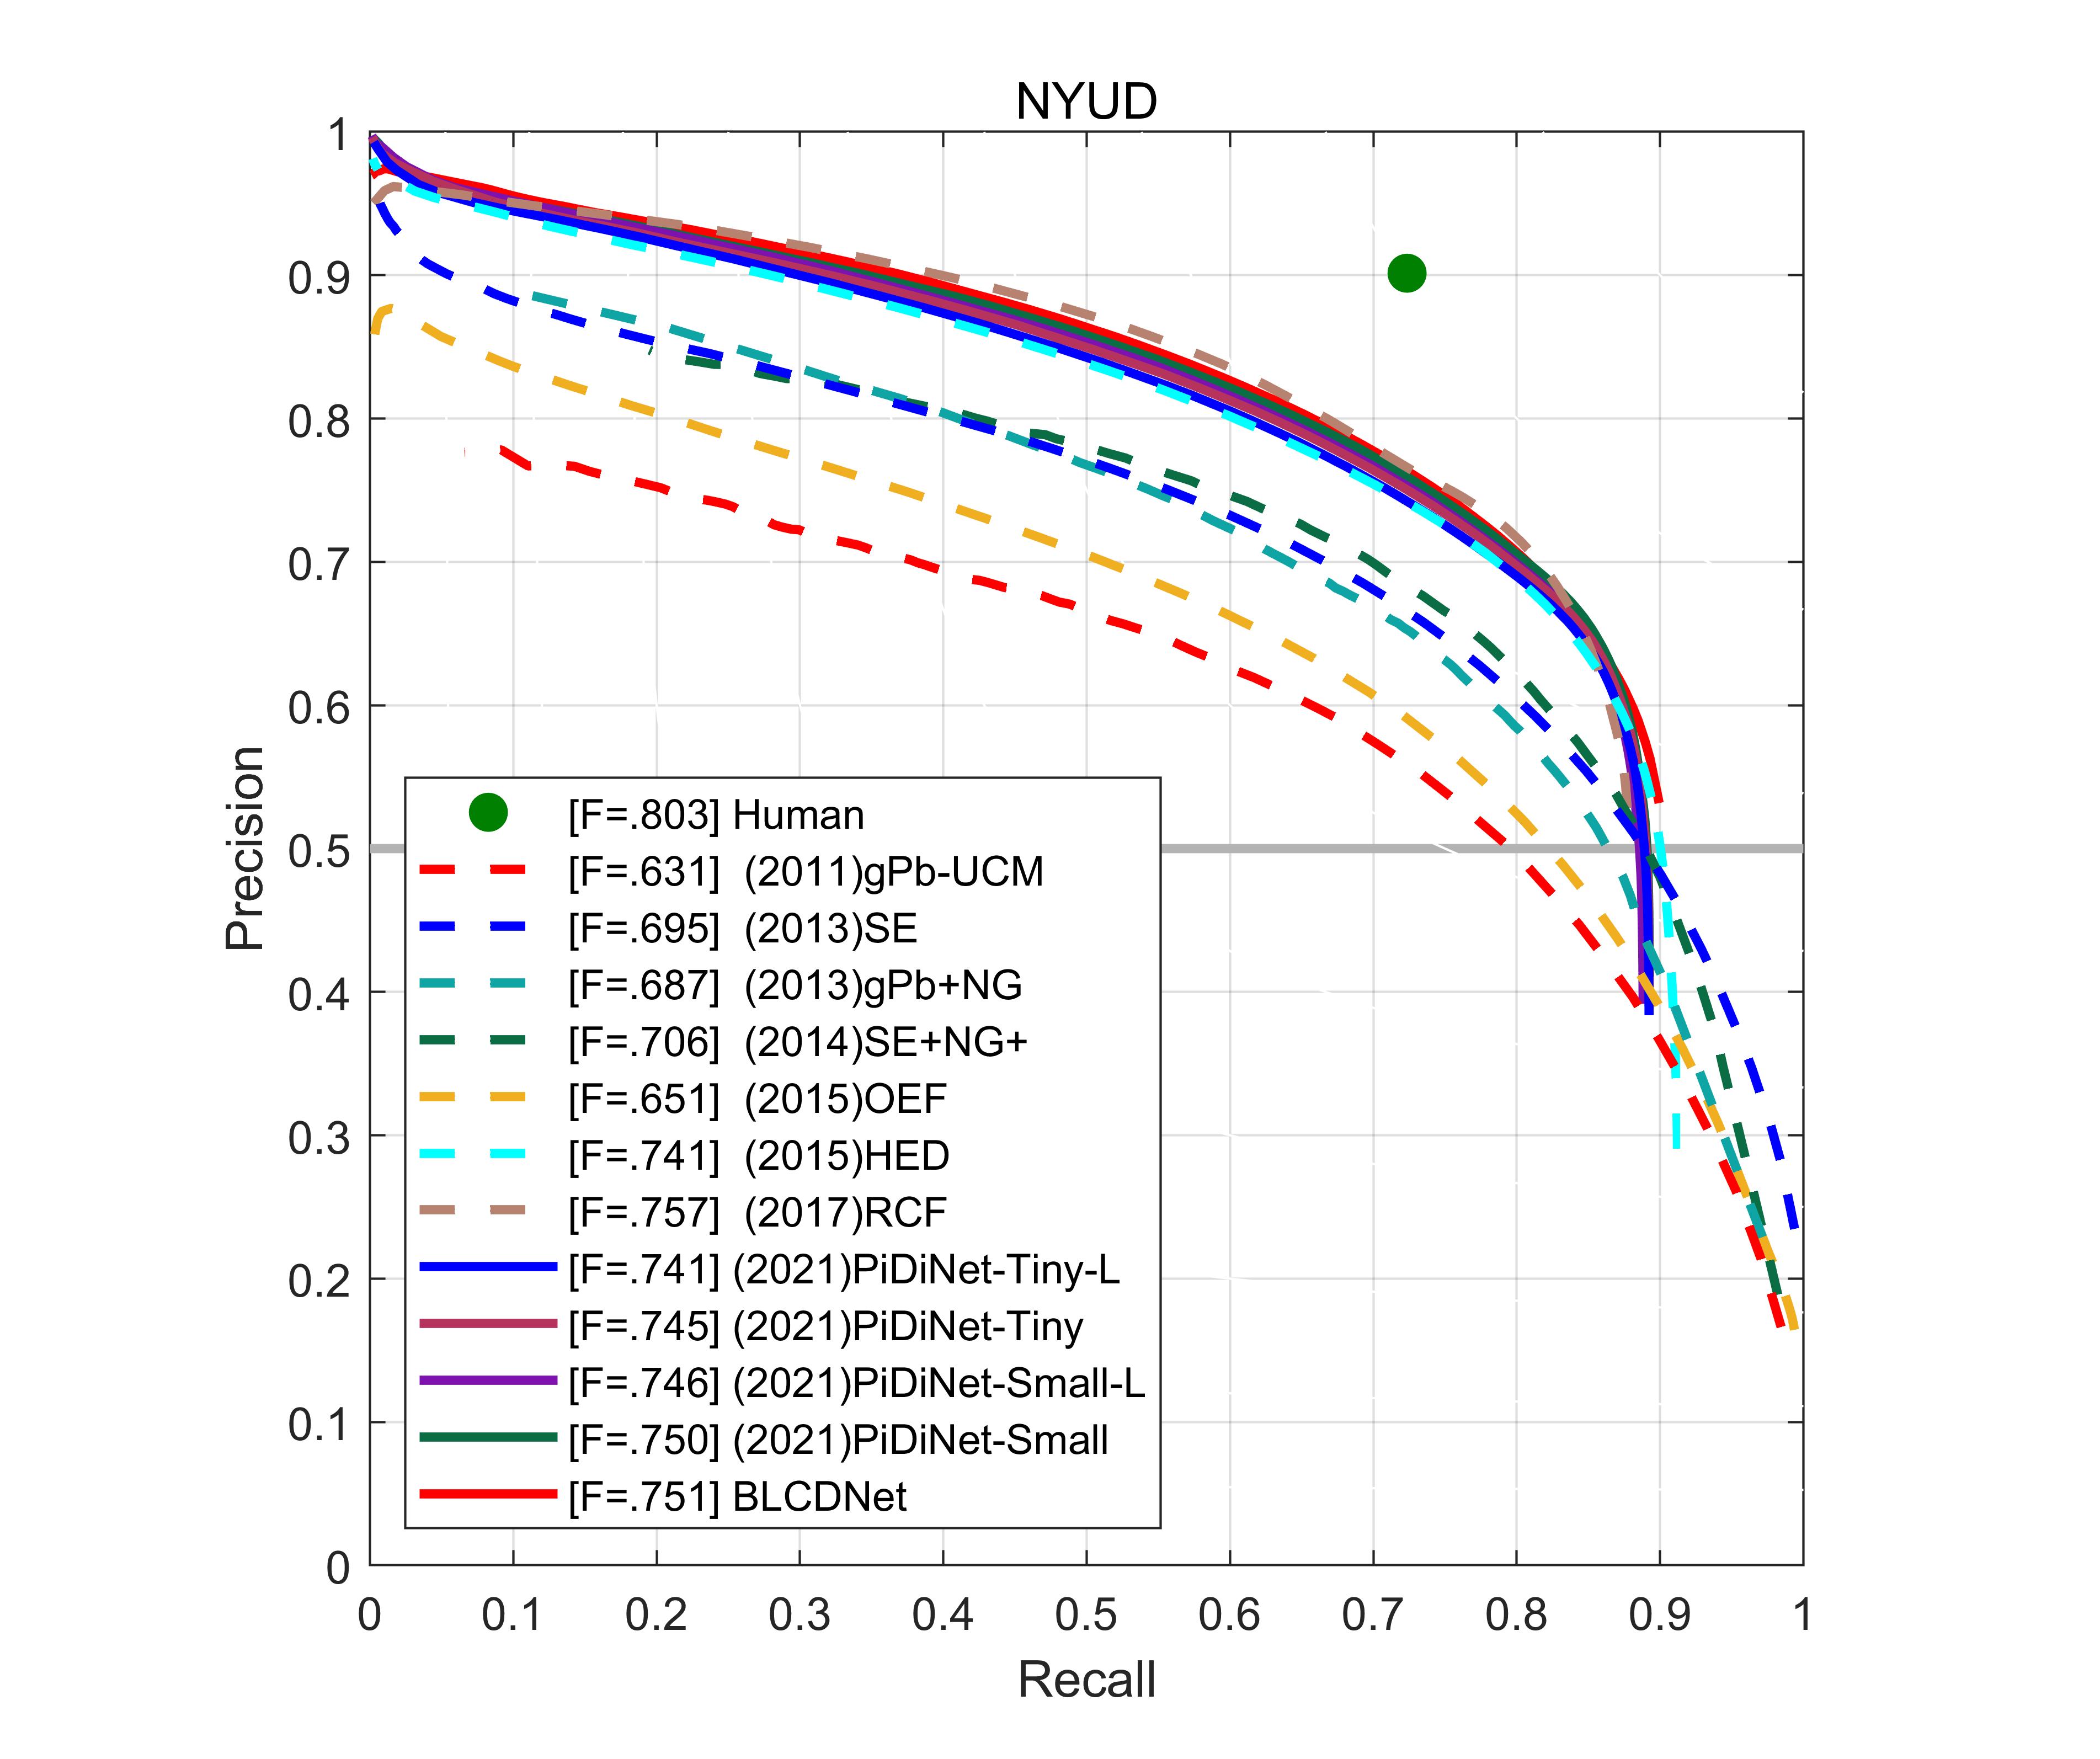 NYUD
1
0.9
0.8
0.7
0.6
0.5
0.4
0.3
0.2
0.1
0
Precision
[F=.803] Human
[F=.631] (2011)gPb-UCM
[F=.695] (2013)SE
[F=.687] (2013)gPb+NG
[F=.706] (2014)SE+NG+
[F=.651] (2015)OEF
[F=.741] (2015)HED
[F=.757] (2017)RCF
[F=.741] (2021)PiDiNet-Tiny-L
[F=.745] (2021)PiDiNet-Tiny
[F=.746] (2021)PiDiNet-Small-L
[F=.750] (2021)PiDiNet-Small
[F=.751] BLCDNet
0 0.1 0.2 0.3 0.4 0.5 0.6 0.7 0.8 0.9 1
Recall